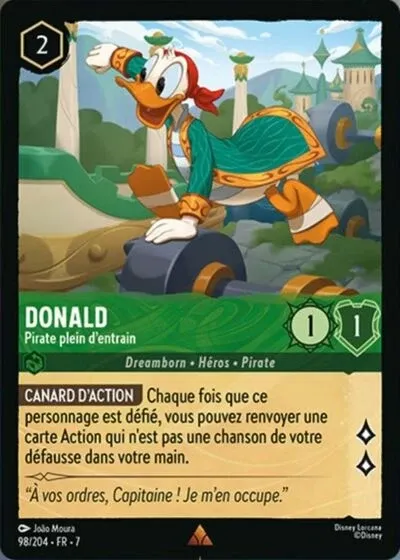 2
DONALD
Pirate plein d'entrain
1
1
Dreamborn • Héros • Pirate
CANARD D'ACTION Chaque fois que ce
personnage est défié, vous pouvez renvoyer une
carte Action qui n'est pas une chanson de votre
défausse dans votre main.
“À vos ordres, Capitaine ! Je m'en occupe.”
João Moura
98/204 • FR • 7
Disney Lorcana
©Disney